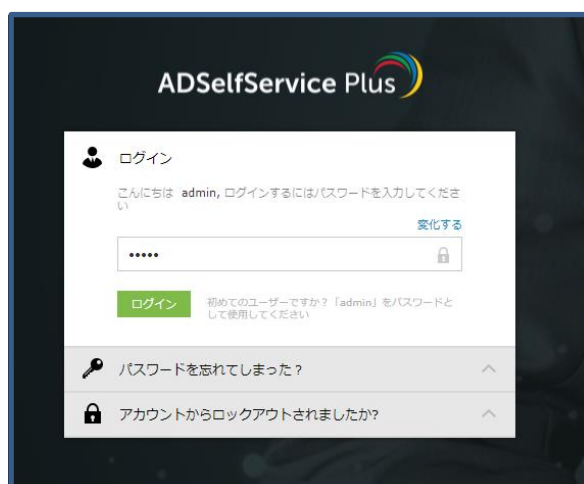 ADSelfService Plus
ログイン
こんにちは admin, ログインするにはパスワードを入力してくださ
い
変化する
•••••
ログイン
初めてのユーザーですか？「admin」をパスワードと
して使用してください
パスワードを忘れてしまった？
アカウントからロックアウトされましたか?